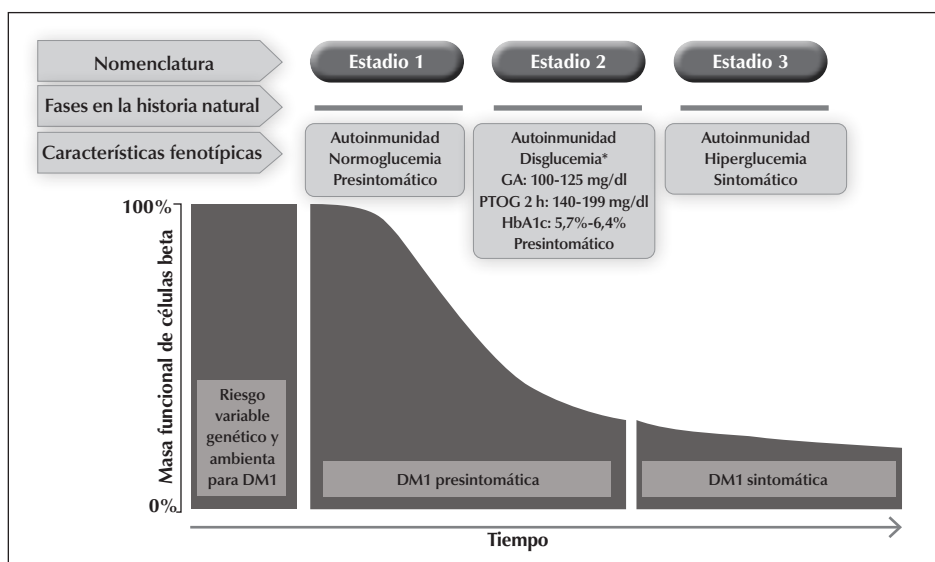 Nomenclatura
Estadio 1
Estadio 2
Estadio 3
Fases en la historia natural
Características fenotípicas
Autoinmunidad
Normoglucemia
Presintomático
Autoinmunidad
Disglucemia*
GA: 100-125 mg/dl
PTOG 2 h: 140-199 mg/dl
HbA1c: 5,7%-6,4%
Presintomático
Autoinmunidad
Hiperglucemia
Sintomático
100%
Masa funcional de células beta
0%
Riesgo
variable
genético y
ambienta
para DM1
DM1 presintomática
DM1 sintomática
Tiempo